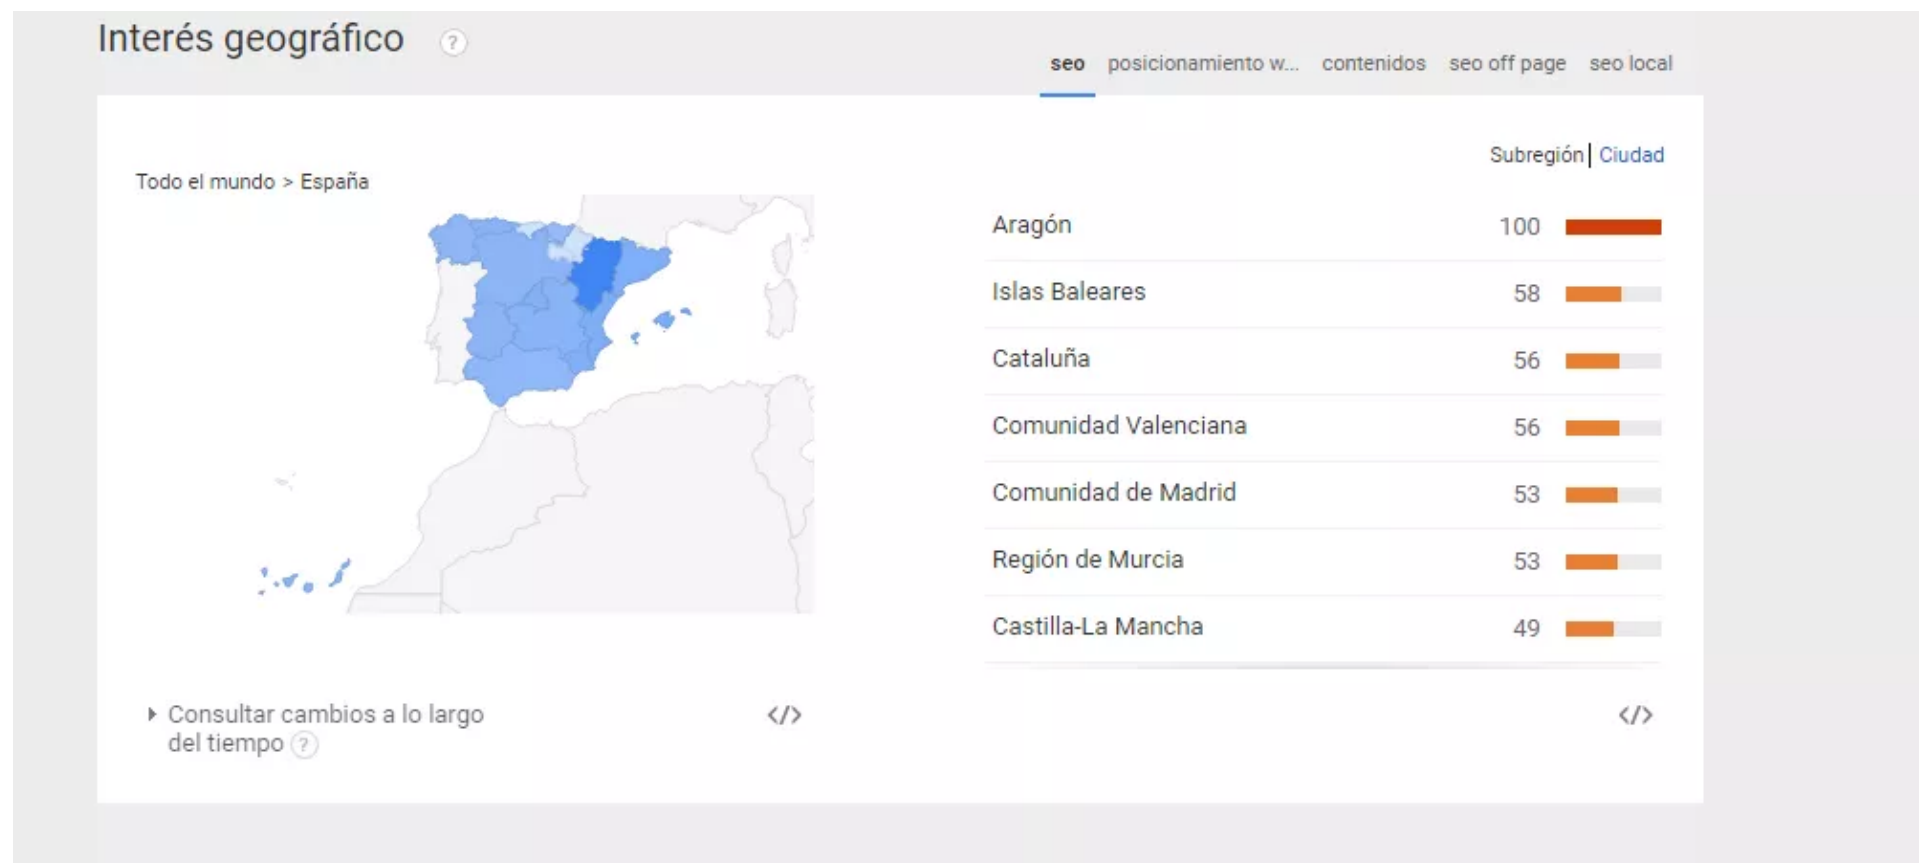 Interés geográfico ?
seo posicionamiento w... contenidos seo off page seo local
Subregión | Ciudad
Todo el mundo > España
Aragón 100
Islas Baleares 58
Cataluña 56
Comunidad Valenciana 56
Comunidad de Madrid 53
Región de Murcia 53
Castilla-La Mancha 49
Consultar cambios a lo largo
del tiempo ?
</> </>